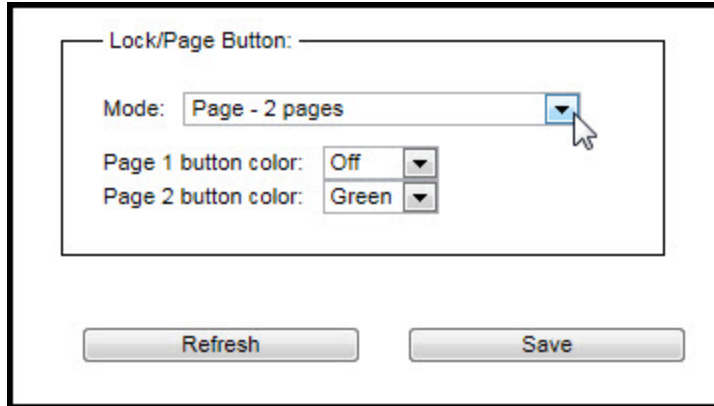 Lock/Page Button:
Mode: Page - 2 pages
Page 1 button color: Off
Page 2 button color: Green
Refresh Save